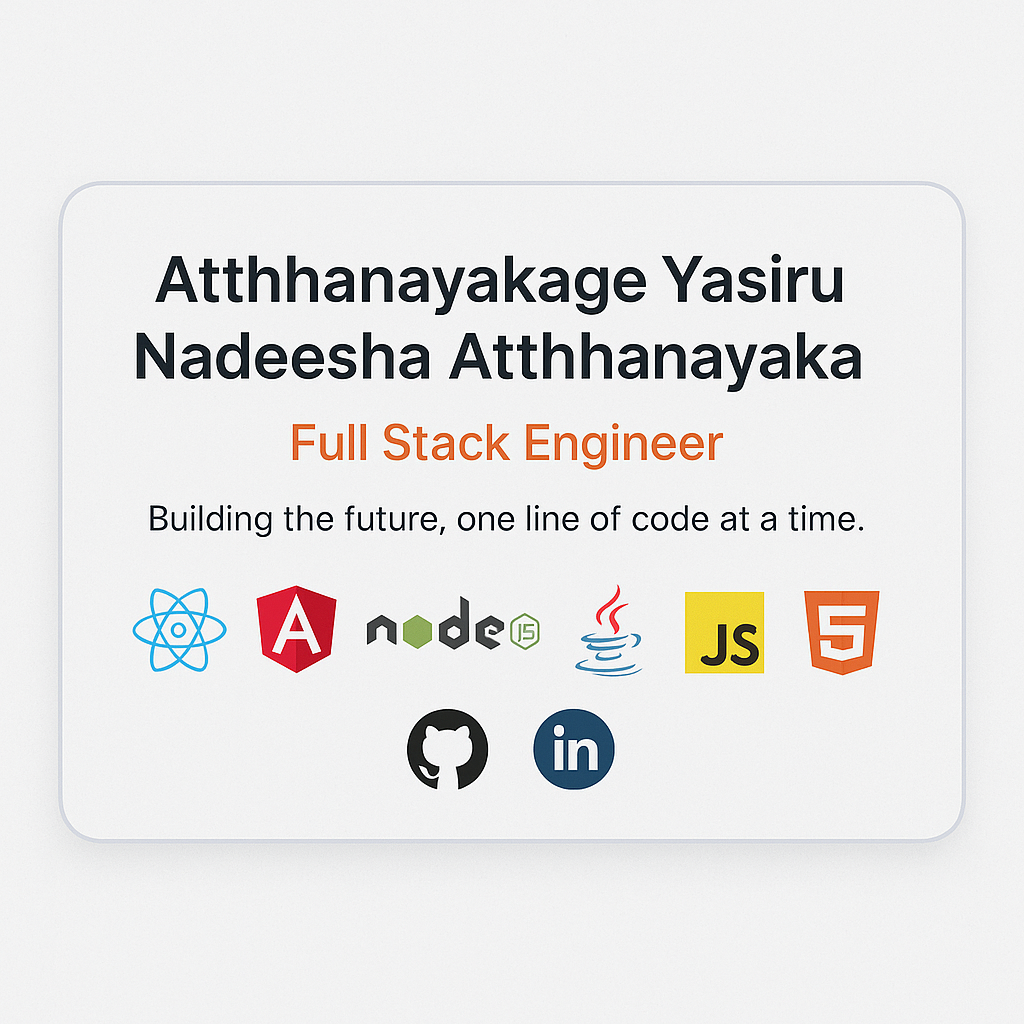 Atthhanayakage Yasiru
Nadeesha Atthhanayaka
Full Stack Engineer
Building the future, one line of code at a time.
A node JS JS 5
in